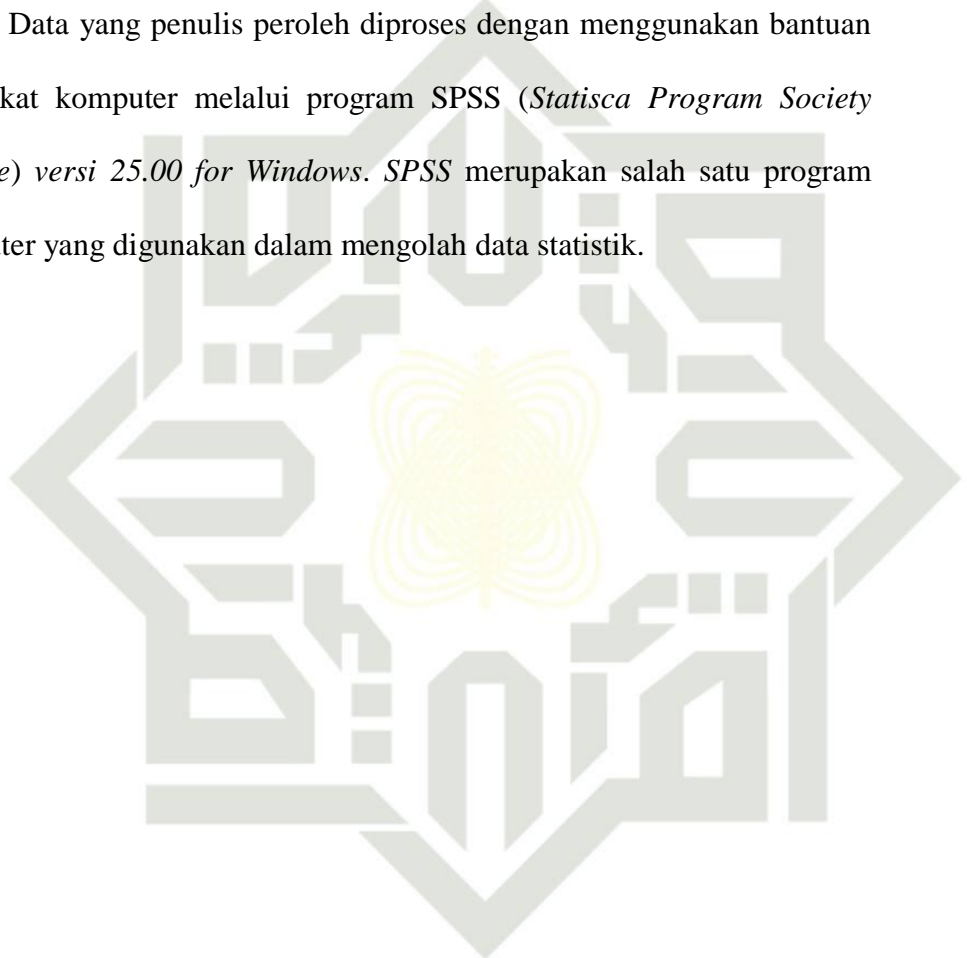 Data yang penulis peroleh diproses dengan menggunakan bantuan
kat komputer melalui program SPSS (Statisca Program Society
e) versi 25.00 for Windows. SPSS merupakan salah satu program
ter yang digunakan dalam mengolah data statistik.